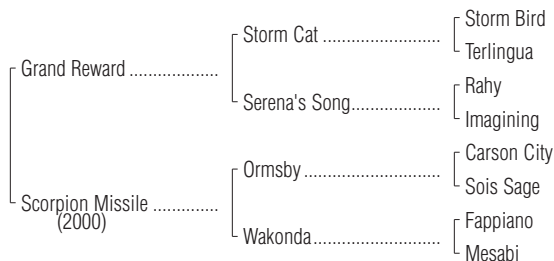 Storm Bird
Storm Cat ........................
Terlingua
Grand Reward ..................
Rahy
Serena's Song..................
Imagining
Carson City
Ormsby ...........................
Sois Sage
Scorpion Missile .............
(2000)
Fappiano
Wakonda.........................
Mesabi